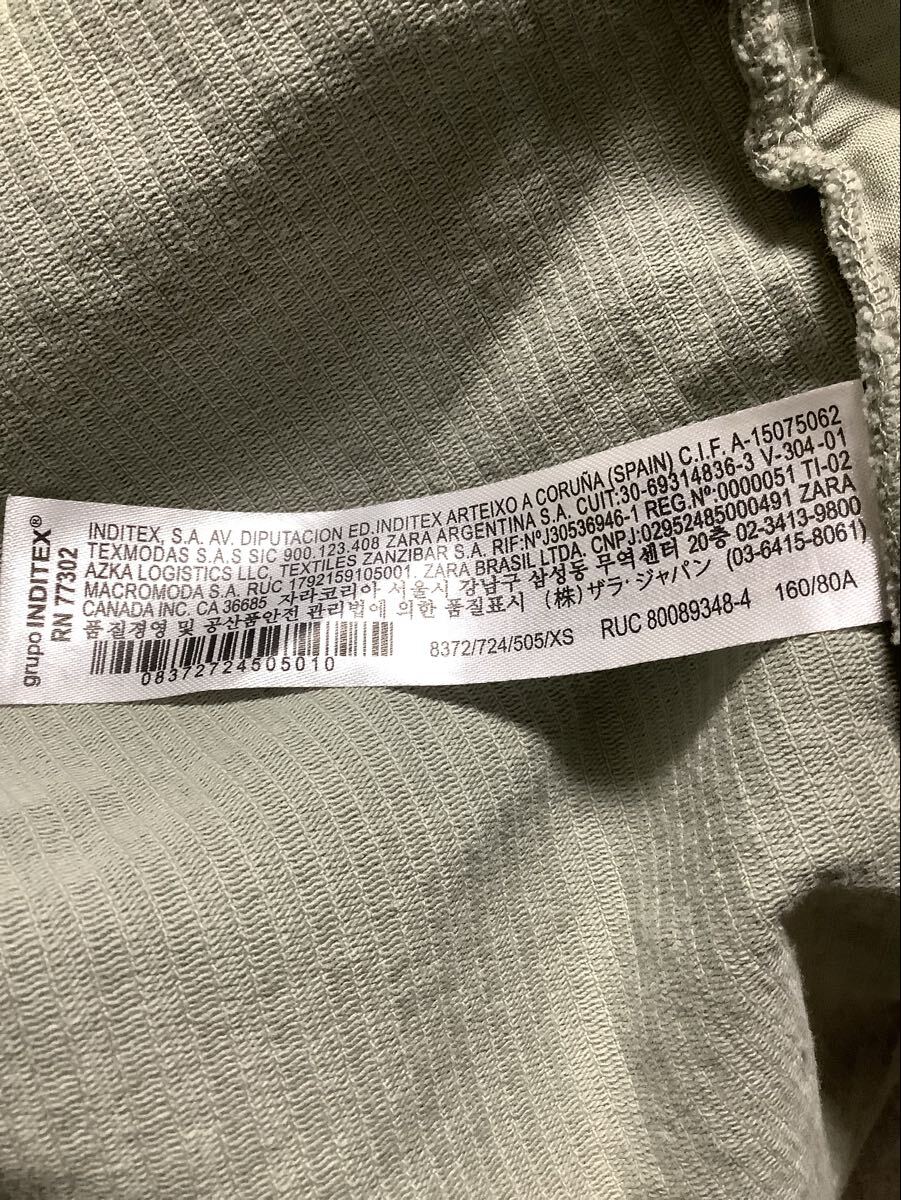 grupo INDITEX®
RN 77302
INDITEX, S.A. AV. DIPUTACION ED. INDITEX ARTEIXO A CORUÑA (SPAIN) C.I.F. A-15075062
TEXMODAS S.A.S SIC 900.123.408 ZARA ARGENTINA S.A. CUIT:30-69314836-3 V-304-01
AZKA LOGISTICS LLC, TEXTILES ZANZIBAR S.A. RIF:NºJ30536946-1 REG.Nº:0000051 TI-02
MACROMODA S.A. RUC 1792159105001. ZARA BRASIL LTDA. CNPJ:02952485000491 ZARA
CANADA INC. CA 36685 자라코리아 서울시 강남구 삼성동 무역센터 20층 02-3413-9800
품질경영 및 공산품안전 관리법에 의한 품질표시 (株)ザラ·ジャパン (03-6415-8061)
08372724505010
8372/724/505/XS RUC 80089348-4 160/80A